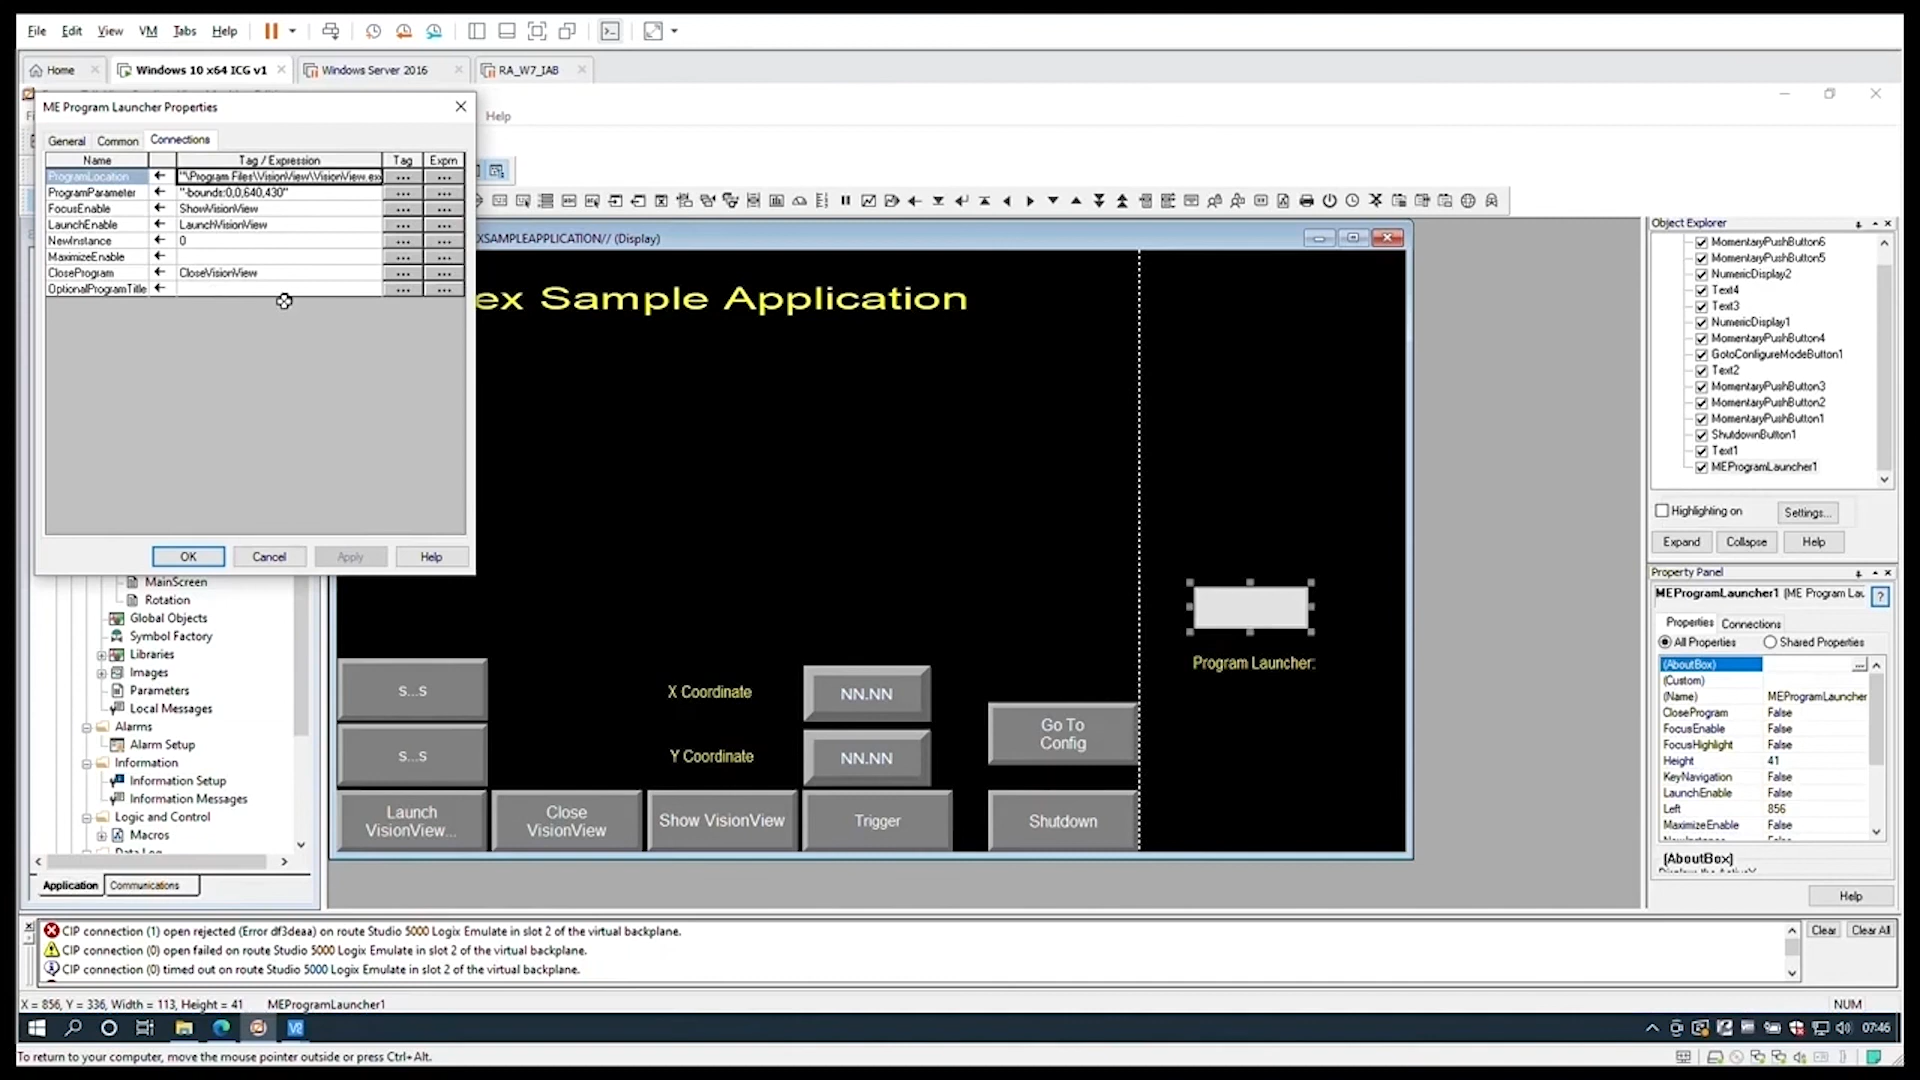 File Edit View VM Tabs Help
Home Windows 10 x64 ICG v1 Windows Server 2016 RA_W7_IAB
ME Program Launcher Properties
Help
General Common Connections
Name Tag / Expression Tag Exprn
ProgramLocation "\Program Files\VisionView\VisionView.ex
ProgramParameter "-bounds:0,0,640,430"
FocusEnable ShowVisionView
LaunchEnable LaunchVisionView
NewInstance 0
MaximizeEnable
CloseProgram CloseVisionView
OptionalProgramTitle
OK Cancel Apply Help
XSAMPLEAPPLICATION// (Display)
ex Sample Application
Program Launcher:
S...S
X Coordinate NN.NN
S...S
Y Coordinate NN.NN
Go To
Config
Launch
VisionView...
Close
VisionView
Show VisionView
Trigger
Shutdown
MainScreen
Rotation
Global Objects
Symbol Factory
Libraries
Images
Parameters
Local Messages
Alarms
Alarm Setup
Information
Information Setup
Information Messages
Logic and Control
Macros
Data Log
Application Communications
Object Explorer
MomentaryPushButton6
MomentaryPushButton5
NumericDisplay2
Text4
Text3
NumericDisplay1
MomentaryPushButton4
GotoConfigureModeButton1
Text2
MomentaryPushButton3
MomentaryPushButton2
MomentaryPushButton1
ShutdownButton1
Text1
MEProgramLauncher1
Highlighting on Settings...
Expand Collapse Help
Property Panel
MEProgramLauncher1 (ME Program Lau
Properties Connections
All Properties Shared Properties
(AboutBox)
(Custom)
(Name) MEProgramLauncher
CloseProgram False
FocusEnable False
FocusHighlight False
Height 41
KeyNavigation False
LaunchEnable False
Left 856
MaximizeEnable False
(AboutBox)
Help
CIP connection (1) open rejected (Error df3deaa) on route Studio 5000 Logix Emulate in slot 2 of the virtual backplane.
CIP connection (0) open failed on route Studio 5000 Logix Emulate in slot 2 of the virtual backplane.
CIP connection (0) timed out on route Studio 5000 Logix Emulate in slot 2 of the virtual backplane.
Clear Clear All
X = 856, Y = 336, Width = 113, Height = 41 MEProgramLauncher1 NUM
07:46
To return to your computer, move the mouse pointer outside or press Ctrl+Alt.